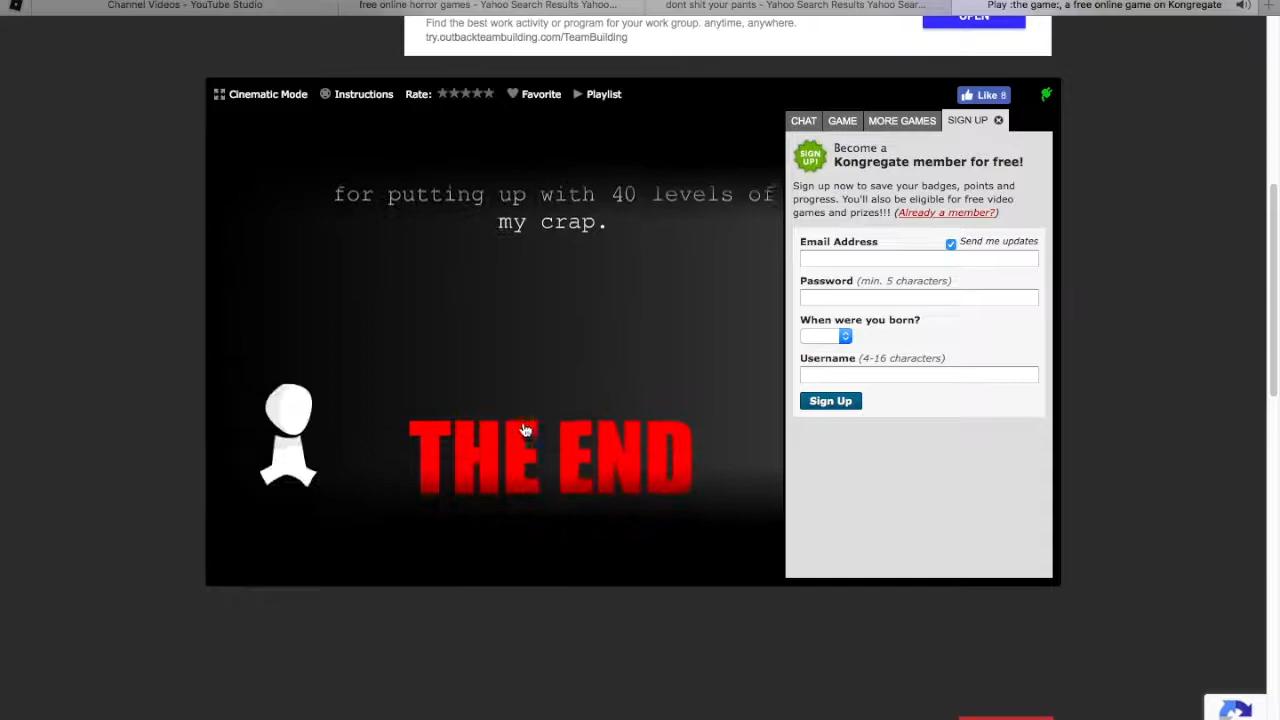 Channel Videos - YouTube Studio
free online horror games - Yahoo Search Results Yahoo...
dont shit your pants - Yahoo Search Results Yahoo Sear...
Play :the game:, a free online game on Kongregate
Find the best work activity or program for your work group. anytime, anywhere.
try.outbackteambuilding.com/TeamBuilding
OPEN
Cinematic Mode
Instructions
Rate:
Favorite
Playlist
Like 8
CHAT
GAME
MORE GAMES
SIGN UP
SIGN UP!
Become a
Kongregate member for free!
Sign up now to save your badges, points and
progress. You'll also be eligible for free video
games and prizes!!! (Already a member?)
Email Address
Send me updates
Password (min. 5 characters)
When were you born?
Username (4-16 characters)
Sign Up
for putting up with 40 levels of
my crap.
THE END